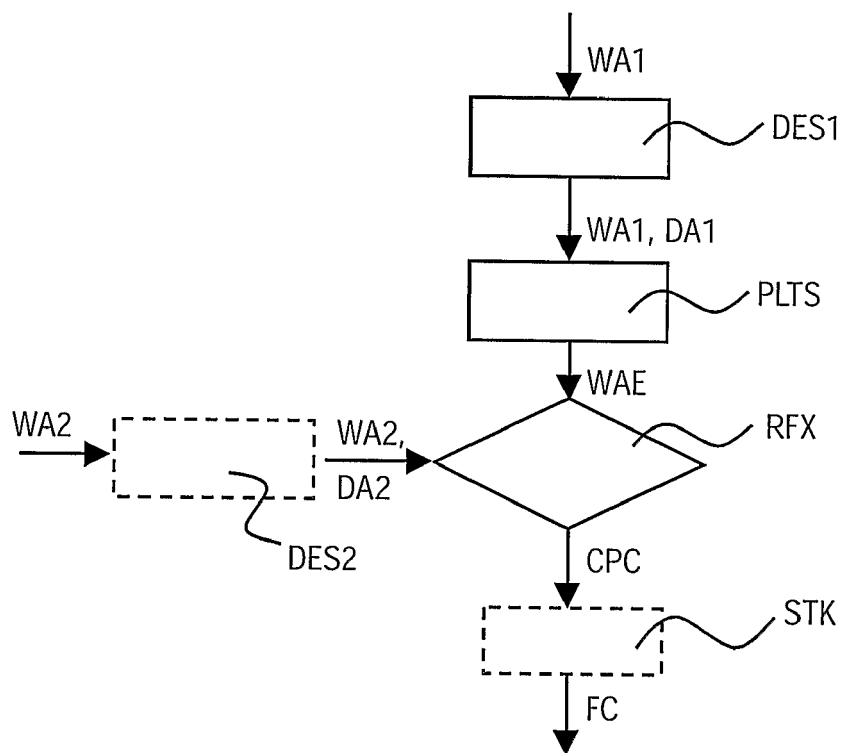 WA1
DES1
WA1, DA1
PLTS
WAE
RFX
WA2
WA2,
DA2
DES2
CPC
STK
FC